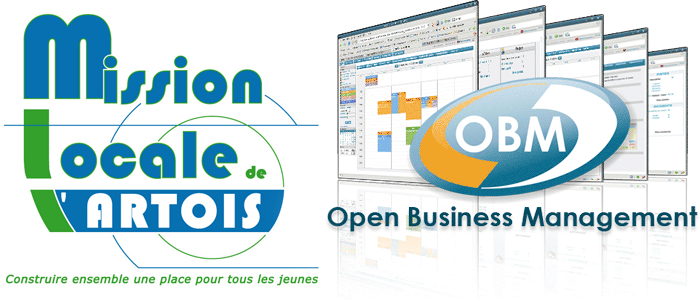 Mission
Locale de
l'ARTOIS
Construire ensemble une place pour tous les jeunes
OBM
Open Business Management